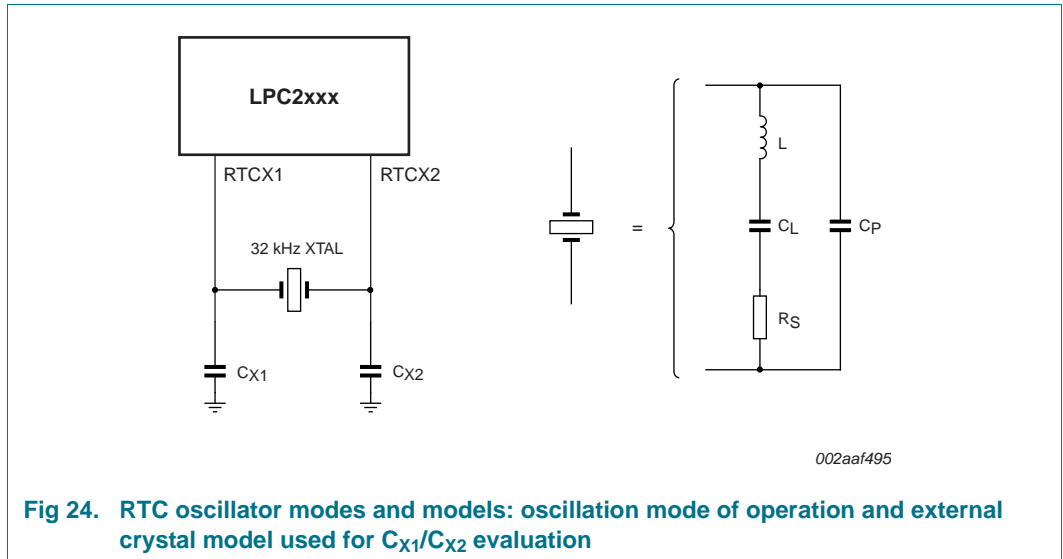 LPC2xxx
RTCX1
RTCX2
32 kHz XTAL
CX1
CX2
=
L
CL
CP
RS
002aaf495
Fig 24. RTC oscillator modes and models: oscillation mode of operation and external
crystal model used for CX1/CX2 evaluation